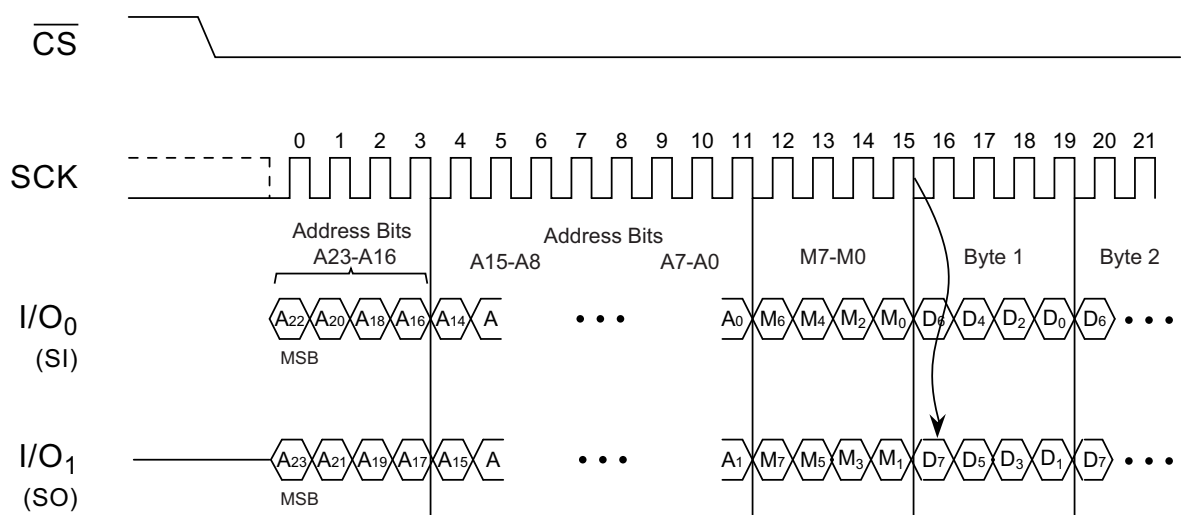 CS
0 1 2 3 4 5 6 7 8 9 10 11 12 13 14 15 16 17 18 19 20 21
SCK
Address Bits
A23-A16
Address Bits
A15-A8 A7-A0
M7-M0
Byte 1
Byte 2
I/O0
(SI)
A22 A20 A18 A16 A14 A • • • A0 M6 M4 M2 M0 D6 D4 D2 D0 D6 • • •
MSB
I/O1
(SO)
A23 A21 A19 A17 A15 A • • • A1 M7 M5 M3 M1 D7 D5 D3 D1 D7 • • •
MSB